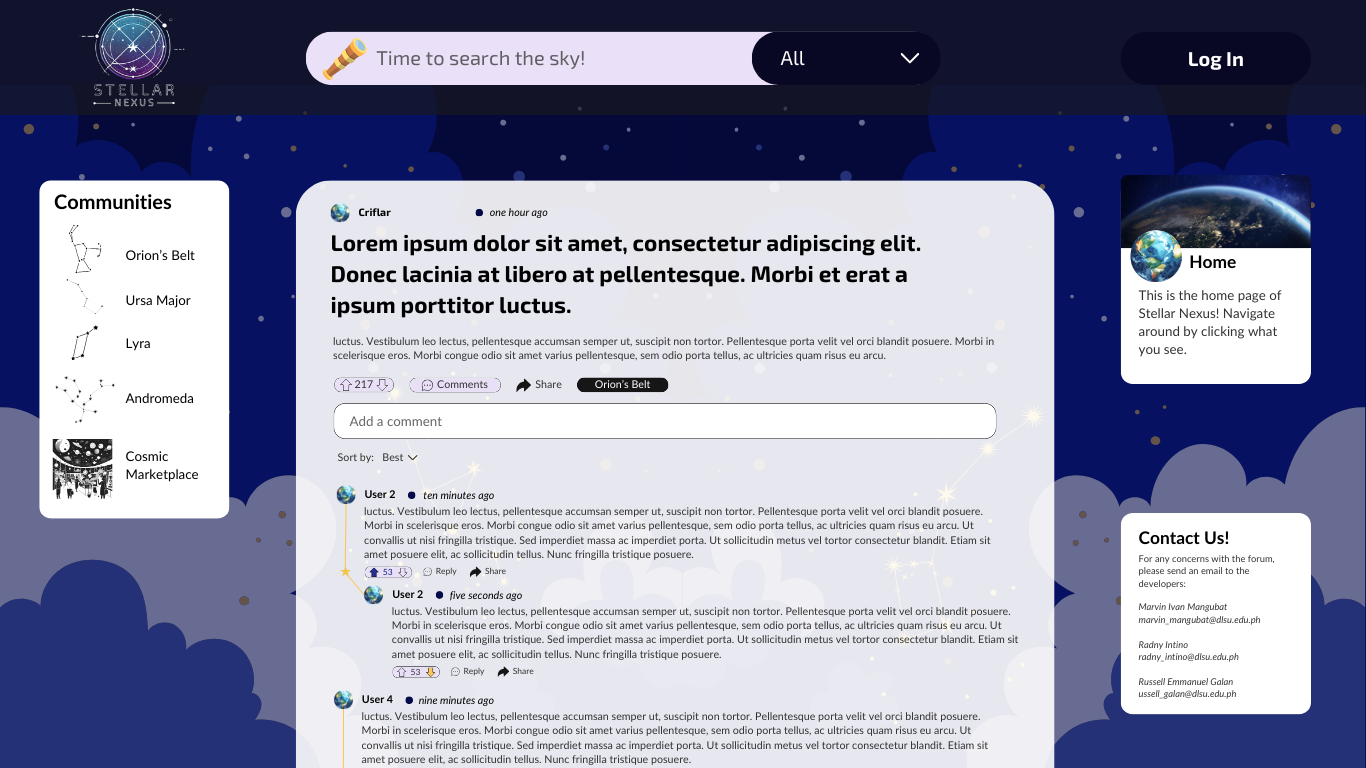 STELLAR
NEXUS
Time to search the sky!
All
Log In
Communities
Orion's Belt
Ursa Major
Lyra
Andromeda
Cosmic
Marketplace
Criflar
one hour ago
Lorem ipsum dolor sit amet, consectetur adipiscing elit.
Donec lacinia at libero at pellentesque. Morbi et erat a
ipsum porttitor luctus.
luctus. Vestibulum leo lectus, pellentesque accumsan semper ut, suscipit non tortor. Pellentesque porta velit vel orci blandit posuere. Morbi in
scelerisque eros. Morbi congue odio sit amet varius pellentesque, sem odio porta tellus, ac ultricies quam risus eu arcu.
217
Comments
Share
Orion's Belt
Add a comment
Sort by: Best
User 2
ten minutes ago
luctus. Vestibulum leo lectus, pellentesque accumsan semper ut, suscipit non tortor. Pellentesque porta velit vel orci blandit posuere.
Morbi in scelerisque eros. Morbi congue odio sit amet varius pellentesque, sem odio porta tellus, ac ultricies quam risus eu arcu. Ut
convallis ut nisi fringilla tristique. Sed imperdiet massa ac imperdiet porta. Ut sollicitudin metus vel tortor consectetur blandit. Etiam sit
amet posuere elit, ac sollicitudin tellus. Nunc fringilla tristique posuere.
53
Reply
Share
User 2
five seconds ago
luctus. Vestibulum leo lectus, pellentesque accumsan semper ut, suscipit non tortor. Pellentesque porta velit vel orci blandit posuere.
Morbi in scelerisque eros. Morbi congue odio sit amet varius pellentesque, sem odio porta tellus, ac ultricies quam risus eu arcu. Ut
convallis ut nisi fringilla tristique. Sed imperdiet massa ac imperdiet porta. Ut sollicitudin metus vel tortor consectetur blandit. Etiam sit
amet posuere elit, ac sollicitudin tellus. Nunc fringilla tristique posuere.
53
Reply
Share
User 4
nine minutes ago
luctus. Vestibulum leo lectus, pellentesque accumsan semper ut, suscipit non tortor. Pellentesque porta velit vel orci blandit posuere.
Morbi in scelerisque eros. Morbi congue odio sit amet varius pellentesque, sem odio porta tellus, ac ultricies quam risus eu arcu. Ut
convallis ut nisi fringilla tristique. Sed imperdiet massa ac imperdiet porta. Ut sollicitudin metus vel tortor consectetur blandit. Etiam sit
amet posuere elit, ac sollicitudin tellus. Nunc fringilla tristique posuere.
Home
This is the home page of
Stellar Nexus! Navigate
around by clicking what
you see.
Contact Us!
For any concerns with the forum,
please send an email to the
developers:
Marvin Ivan Mangubat
marvin_mangubat@dlsu.edu.ph
Radny Intino
radny_intino@dlsu.edu.ph
Russell Emmanuel Galan
ussell_galan@dlsu.edu.ph